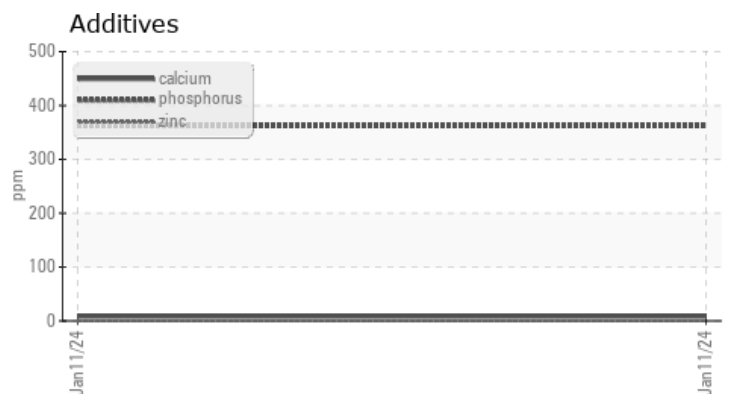 Additives
500
400
300
200
100
0
ppm
calcium
phosphorus
zinc
Jan11/24
Jan11/24